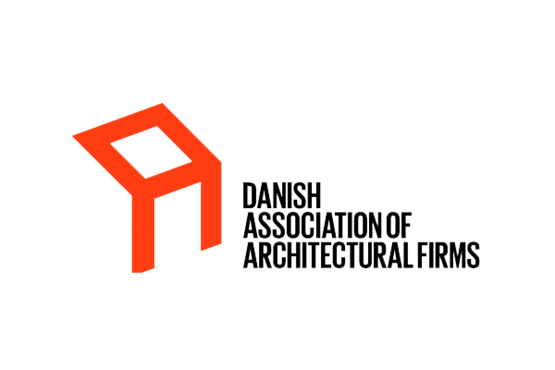 DANISH
ASSOCIATION OF
ARCHITECTURAL FIRMS